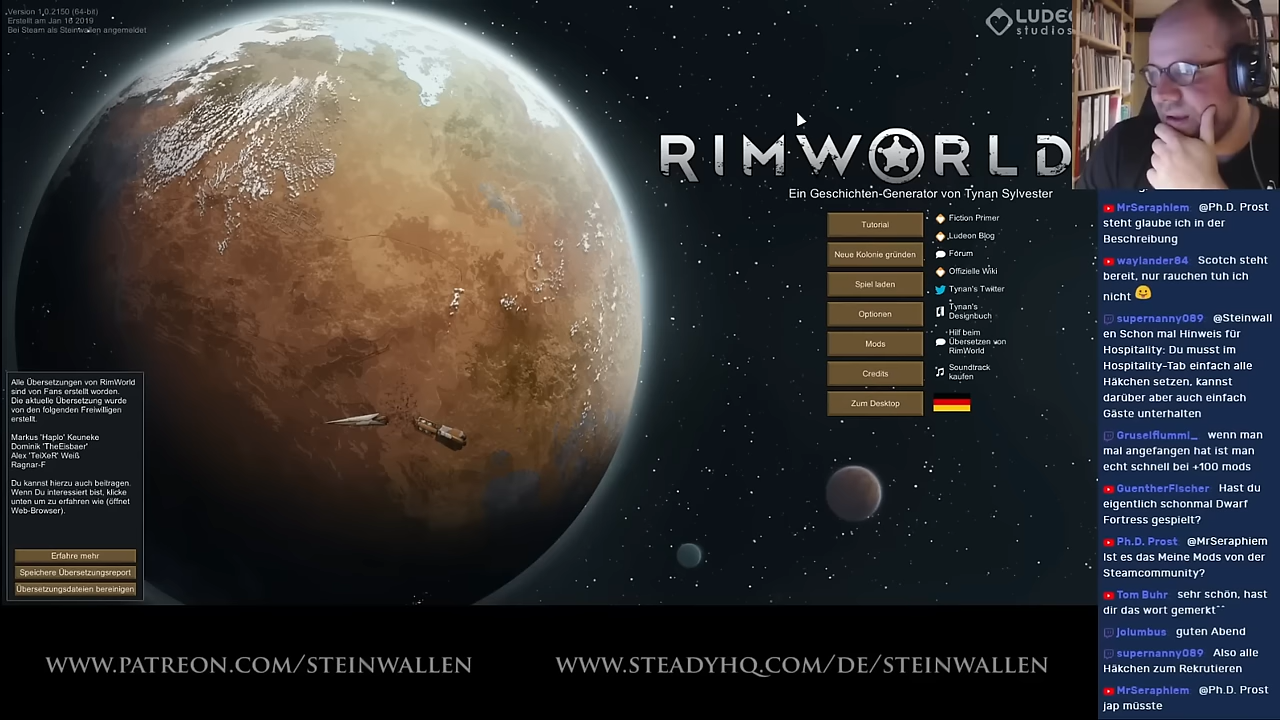 Version 1.0.2150 (64-bit)
Erstellt am Jan 16 2019
Bei Steam als Steinwallen angemeldet
LUDEO
studios
RIMWORLD
Ein Geschichten-Generator von Tynan Sylvester
Tutorial
Neue Kolonie gründen
Spiel laden
Optionen
Mods
Credits
Zum Desktop
Fiction Primer
Ludeon Blog
Forum
Offizielle Wiki
Tynan's Twitter
Tynan's
Designbuch
Hilf beim
Übersetzen von
RimWorld
Soundtrack
kaufen
Alle Übersetzungen von RimWorld
sind von Fans erstellt worden.
Die aktuelle Übersetzung wurde
von den folgenden Freiwilligen
erstellt.
Markus 'Haplo' Keuneke
Dominik 'TheEisbaer'
Alex 'TeiXeR' Weiß
Ragnar-F
Du kannst hierzu auch beitragen.
Wenn Du interessiert bist, klicke
unten um zu erfahren wie (öffnet
Web-Browser).
Erfahre mehr
Speichere Übersetzungsreport
Übersetzungsdateien bereinigen
WWW.PATREON.COM/STEINWALLEN
WWW.STEADYHQ.COM/DE/STEINWALLEN
MrSeraphiem @Ph.D. Prost
steht glaube ich in der
Beschreibung
waylander84 Scotch steht
bereit, nur rauchen tuh ich
nicht
supernanny089 @Steinwall
en Schon mal Hinweis für
Hospitality: Du musst im
Hospitality-Tab einfach alle
Häkchen setzen, kannst
darüber aber auch einfach
Gäste unterhalten
Gruselflummi_ wenn man
mal angefangen hat ist man
echt schnell bei +100 mods
GuentherFischer Hast du
eigentlich schonmal Dwarf
Fortress gespielt?
Ph.D. Prost @MrSeraphiem
Ist es das Meine Mods von der
Steamcommunity?
Tom Buhr sehr schön, hast
dir das wort gemerkt^^
jolumbus guten Abend
supernanny089 Also alle
Häkchen zum Rekrutieren
MrSeraphiem @Ph.D. Prost
jap müsste